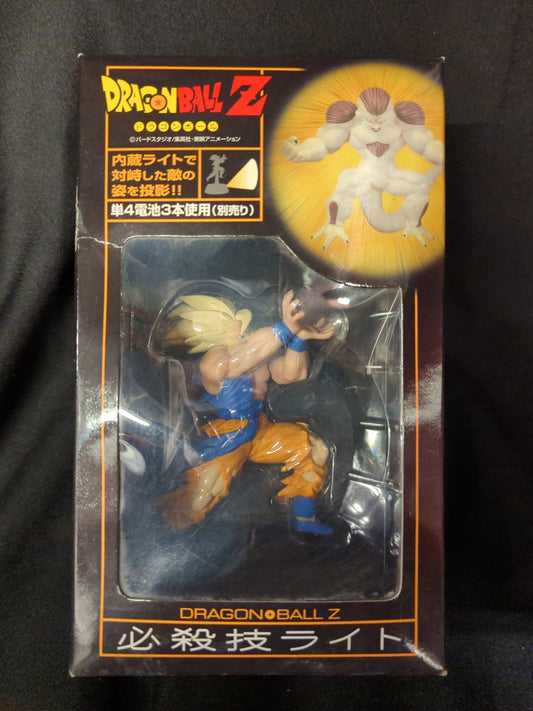 DRAGON BALL Z
ドラゴンボール
©バードスタジオ/集英社・東映アニメーション
内蔵ライトで
対峙した敵の
姿を投影!!
単4電池3本使用(別売り)
DRAGON BALL Z
必殺技ライト